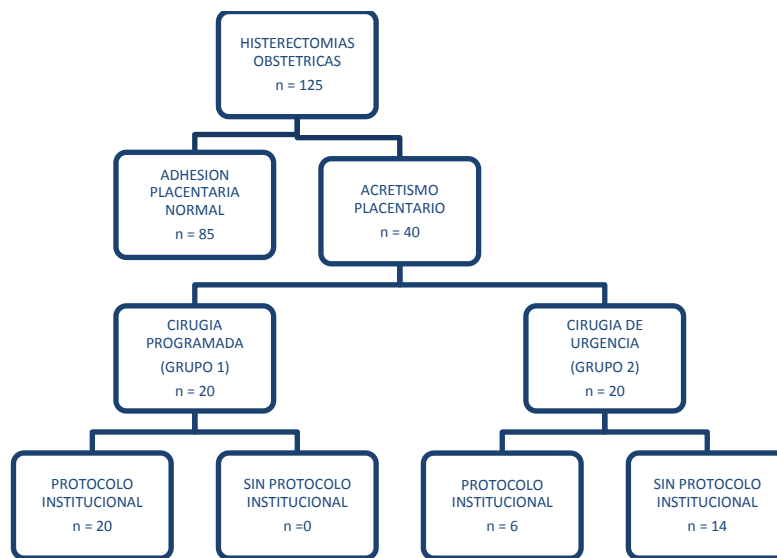 HISTERECTOMIAS
OBSTETRICAS
n = 125
ADHESION
PLACENTARIA
NORMAL
n = 85
ACRETISMO
PLACENTARIO
n = 40
CIRUGIA
PROGRAMADA
(GRUPO 1)
n = 20
CIRUGIA DE
URGENCIA
(GRUPO 2)
n = 20
PROTOCOLO
INSTITUCIONAL
n = 20
SIN PROTOCOLO
INSTITUCIONAL
n =0
PROTOCOLO
INSTITUCIONAL
n = 6
SIN PROTOCOLO
INSTITUCIONAL
n = 14